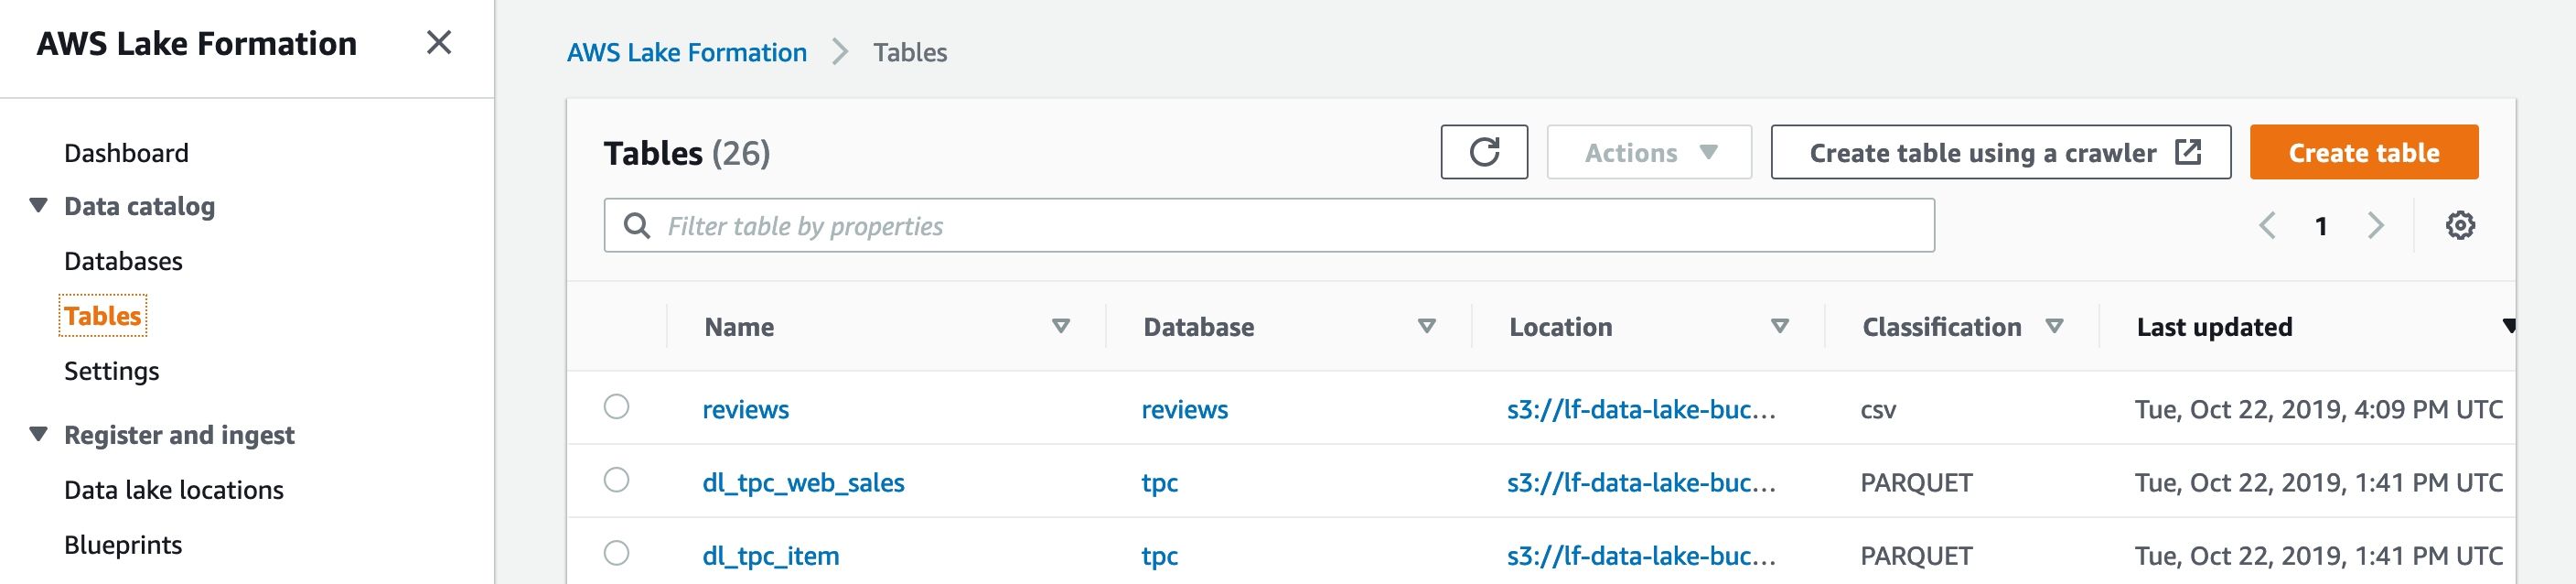 AWS Lake Formation
Dashboard
Data catalog
Databases
Tables
Settings
Register and ingest
Data lake locations
Blueprints
AWS Lake Formation > Tables
Tables (26)
Actions
Create table using a crawler
Create table
Filter table by properties
1
Name Database Location Classification Last updated
reviews reviews s3://lf-data-lake-buc... csv Tue, Oct 22, 2019, 4:09 PM UTC
dl_tpc_web_sales tpc s3://lf-data-lake-buc... PARQUET Tue, Oct 22, 2019, 1:41 PM UTC
dl_tpc_item tpc s3://lf-data-lake-buc... PARQUET Tue, Oct 22, 2019, 1:41 PM UTC